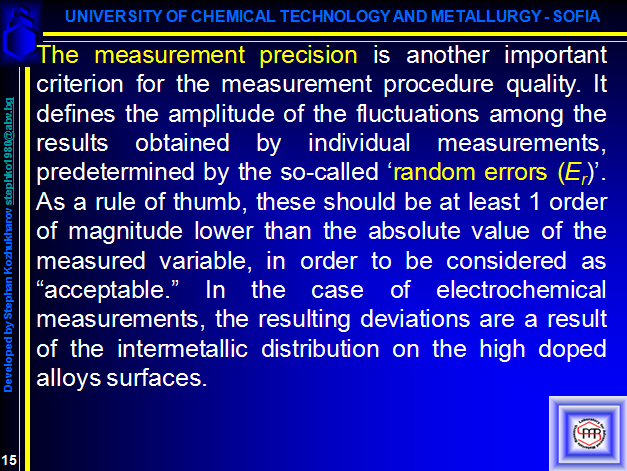 UNIVERSITY OF CHEMICAL TECHNOLOGY AND METALLURGY - SOFIA
The measurement precision is another important
criterion for the measurement procedure quality. It
defines the amplitude of the fluctuations among the
results obtained by individual measurements,
predetermined by the so-called ‘random errors (Er)’.
As a rule of thumb, these should be at least 1 order
of magnitude lower than the absolute value of the
measured variable, in order to be considered as
“acceptable.” In the case of electrochemical
measurements, the resulting deviations are a result
of the intermetallic distribution on the high doped
alloys surfaces.
Developed by Stephan Kozhukharov stephko1980@abv.bg
15